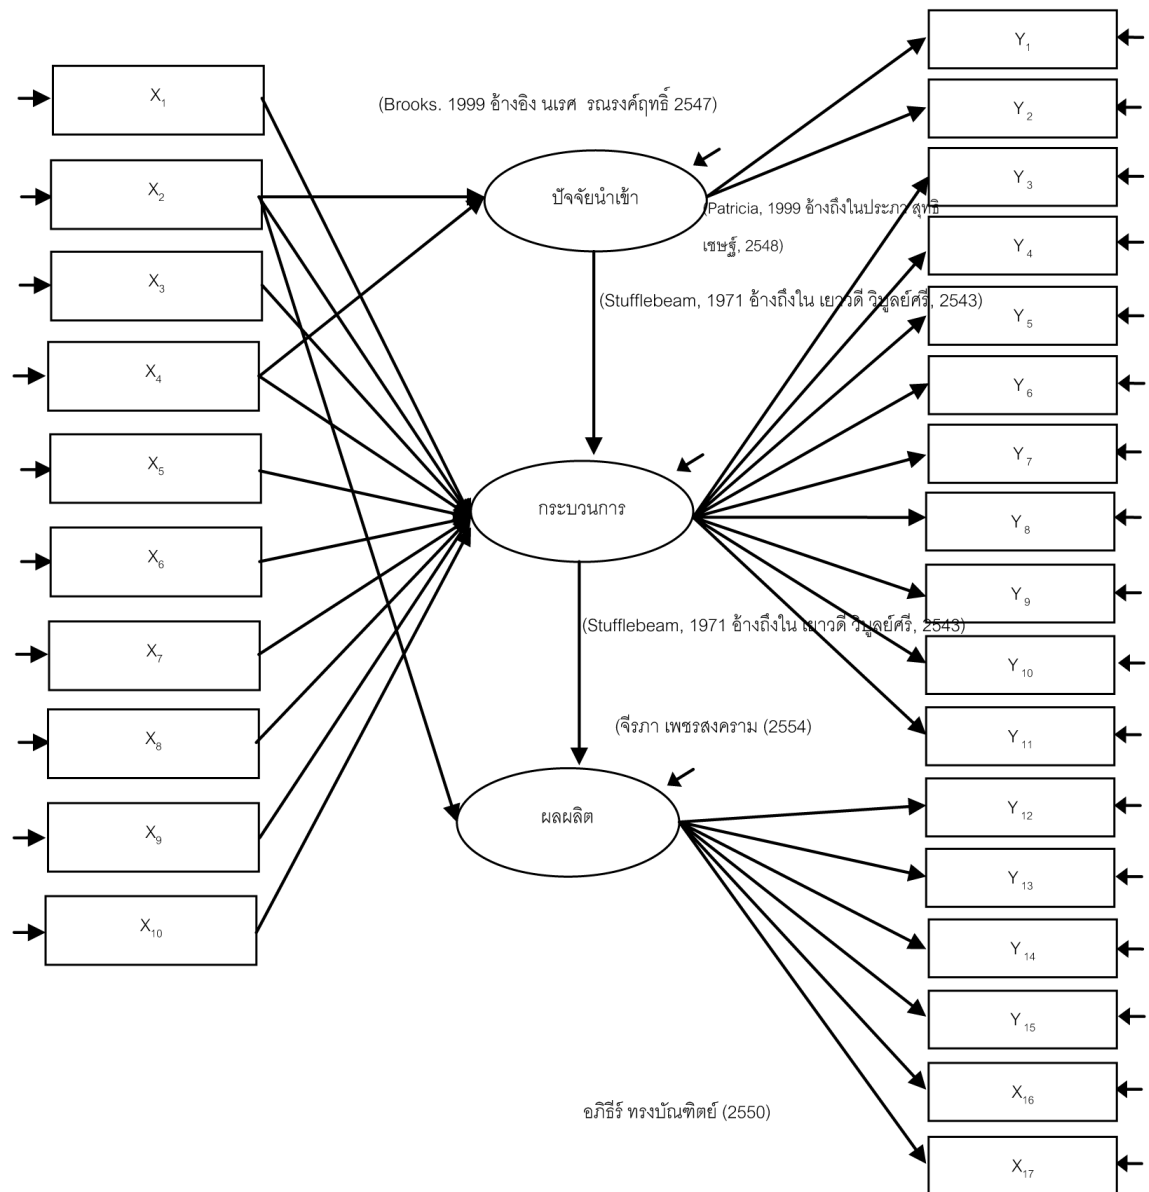 Y1
X1
(Brooks. 1999 อ้างอิง นเรศ รณรงค์ฤทธิ์ 2547)
Y2
X2
ปัจจัยนำเข้า
Y3
(Patricia, 1999 อ้างถึงในประภา สุทธิ
เชษฐ์, 2548)
Y4
X3
(Stufflebeam, 1971 อ้างถึงใน เยาวดี วิบูลย์ศรี, 2543)
Y5
X4
Y6
X5
Y7
กระบวนการ
Y8
X6
Y9
(Stufflebeam, 1971 อ้างถึงใน เยาวดี วิบูลย์ศรี, 2543)
X7
Y10
(จีรภา เพชรสงคราม (2554)
X8
Y11
ผลผลิต
Y12
X9
Y13
X10
Y14
Y15
X16
อภิธีร์ ทรงบัณฑิตย์ (2550)
X17